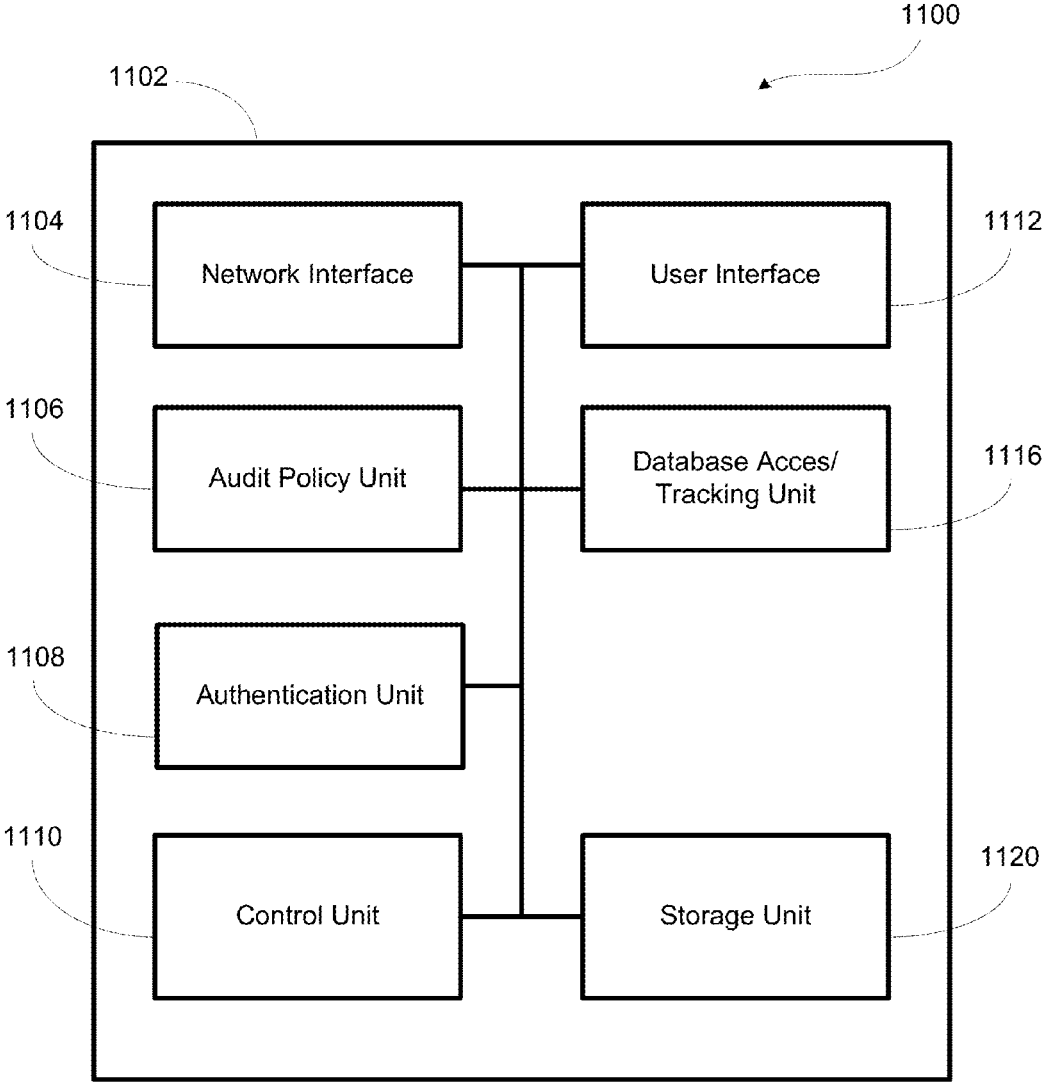 1100
1102
1104
Network Interface
User Interface
1112
1106
Audit Policy Unit
Database Acces/
Tracking Unit
1116
1108
Authentication Unit
1110
Control Unit
Storage Unit
1120